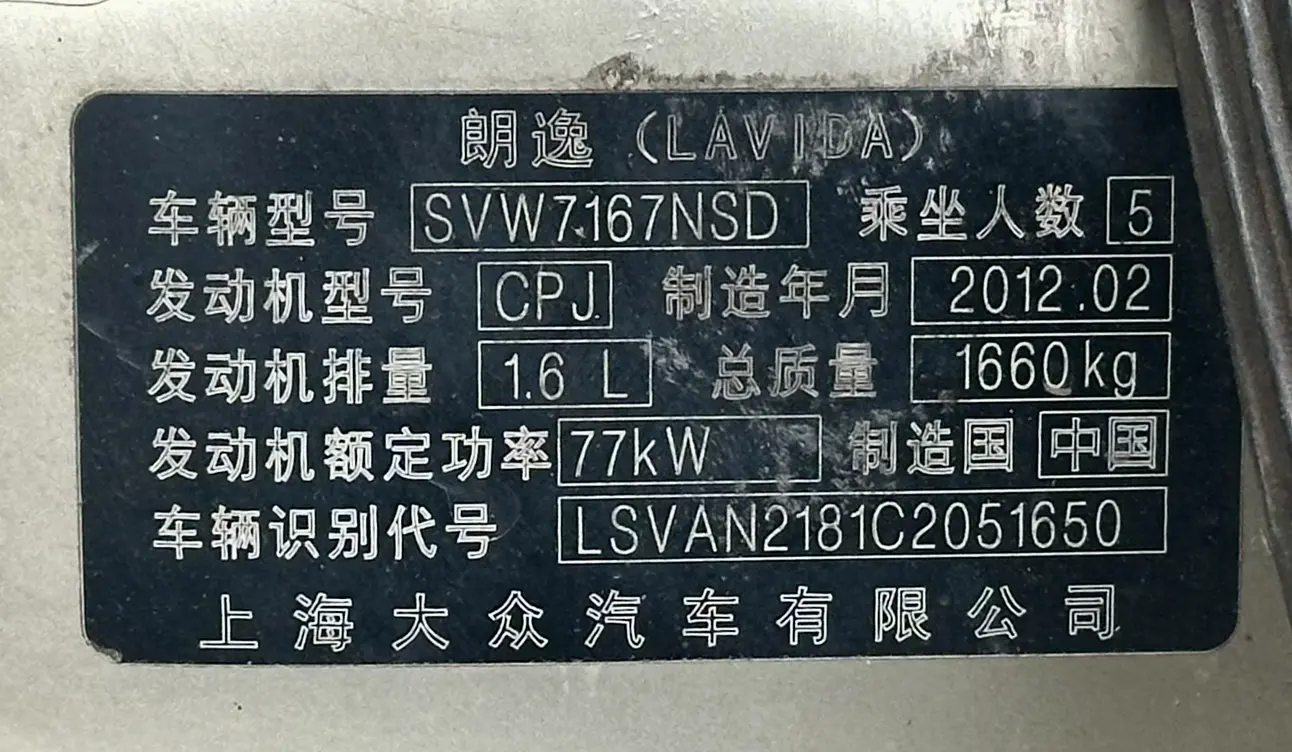 朗逸（LAVIDA）
车辆型号 SVW7167NSD 乘坐人数 5
发动机型号 CPJ 制造年月 2012.02
发动机排量 1.6 L 总质量 1660kg
发动机额定功率 77kW 制造国 中国
车辆识别代号 LSVAN2181C2051650
上海大众汽车有限公司